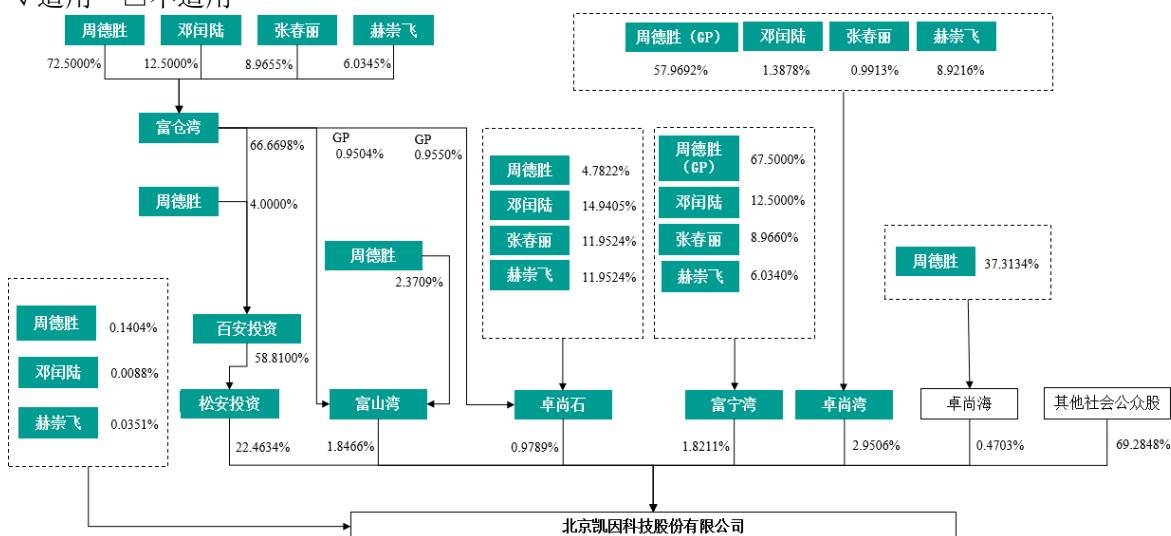 √适用 □不适用
周德胜 邓闰陆 张春丽 赫崇飞
72.5000% 12.5000% 8.9655% 6.0345%
周德胜（GP） 邓闰陆 张春丽 赫崇飞
57.9692% 1.3878% 0.9913% 8.9216%
富仓湾
66.6698%
GP
0.9504%
GP
0.9550%
周德胜 4.0000%
周德胜 4.7822%
邓闰陆 14.9405%
张春丽 11.9524%
赫崇飞 11.9524%
周德胜
（GP）
67.5000%
邓闰陆 12.5000%
张春丽 8.9660%
赫崇飞 6.0340%
周德胜
2.3709%
周德胜 37.3134%
周德胜 0.1404%
邓闰陆 0.0088%
赫崇飞 0.0351%
百安投资
58.8100%
松安投资 富山湾 卓尚石 富宁湾 卓尚湾 卓尚海 其他社会公众股
22.4634% 1.8466% 0.9789% 1.8211% 2.9506% 0.4703% 69.2848%
北京凯因科技股份有限公司